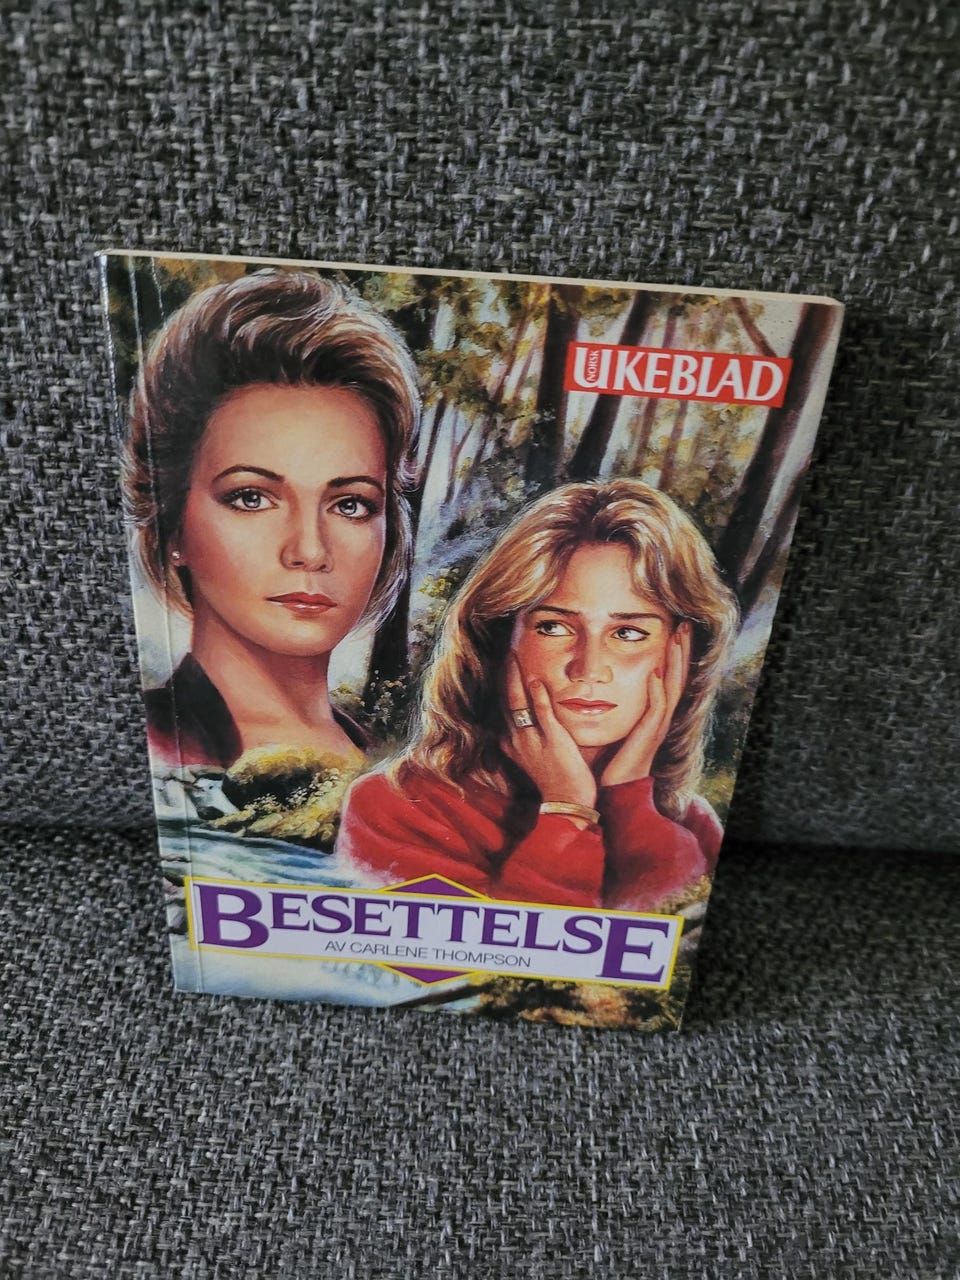 NORSK UKEBLAD
BESETTELSE
AV CARLENE THOMPSON